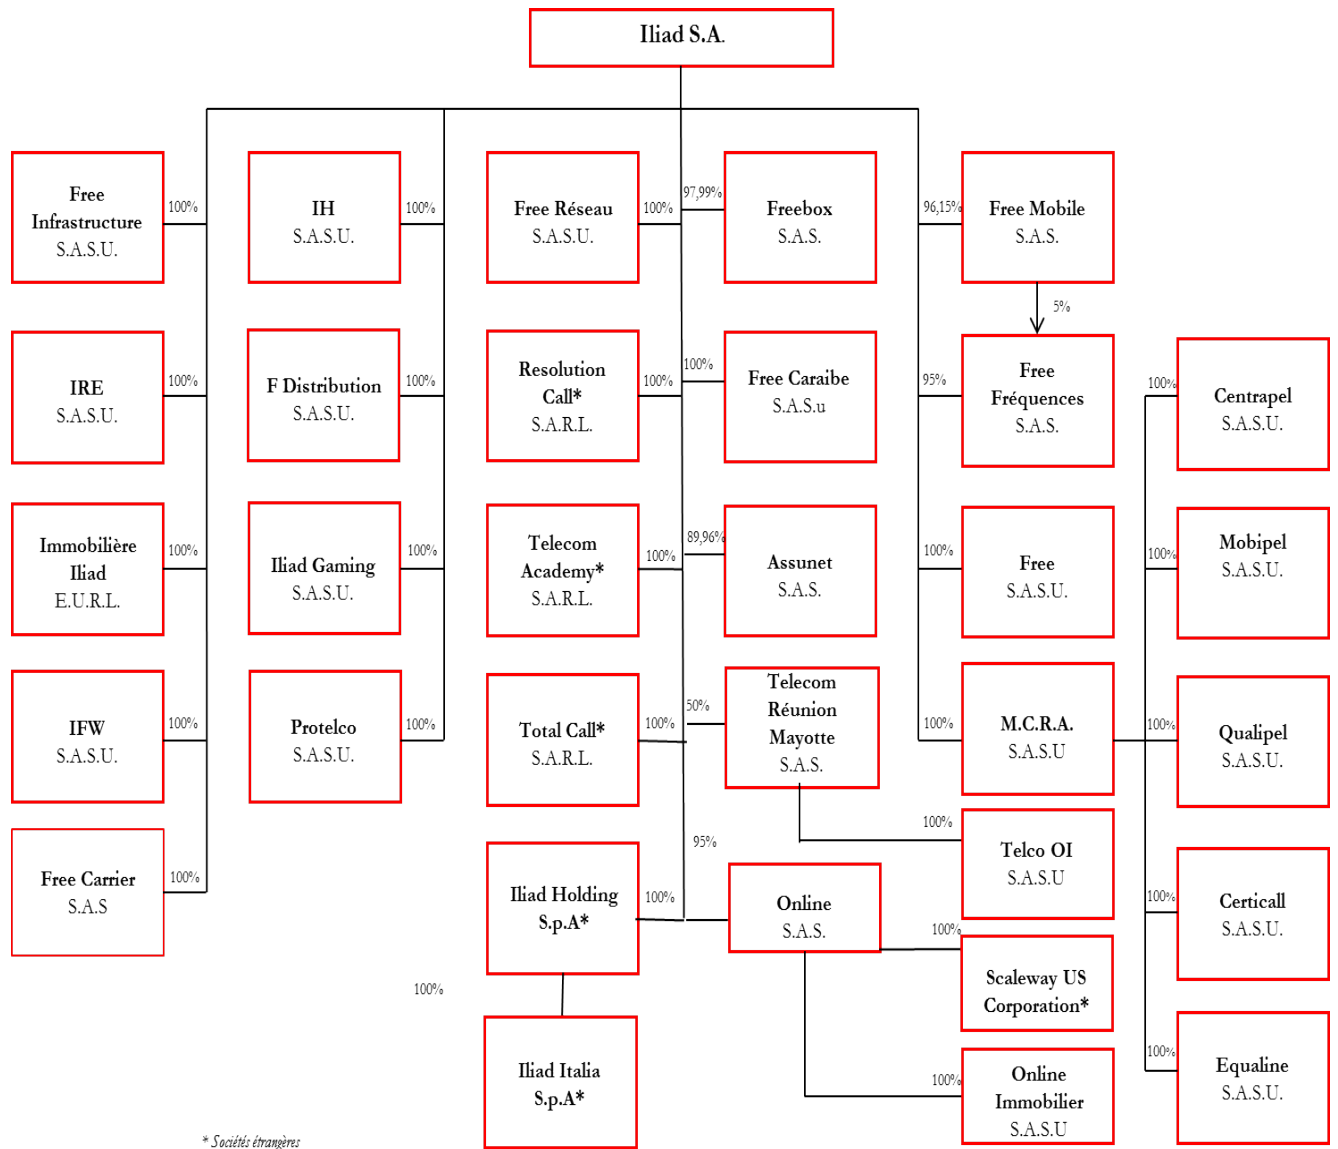 Iliad S.A.
Free
Infrastructure
S.A.S.U.
100%
IH
S.A.S.U.
100%
Free Réseau
S.A.S.U.
100%
97,99%
Freebox
S.A.S.
96,15%
Free Mobile
S.A.S.
5%
IRE
S.A.S.U.
100%
F Distribution
S.A.S.U.
100%
Resolution
Call*
S.A.R.L.
100%
100%
Free Caraibe
S.A.S.u
95%
Free
Fréquences
S.A.S.
100%
Centrapel
S.A.S.U.
Immobilière
Iliad
E.U.R.L.
100%
Iliad Gaming
S.A.S.U.
100%
Telecom
Academy*
S.A.R.L.
100%
89,96%
Assunet
S.A.S.
100%
Free
S.A.S.U.
100%
Mobipel
S.A.S.U.
IFW
S.A.S.U.
100%
Protelco
S.A.S.U.
100%
Total Call*
S.A.R.L.
100%
50%
Telecom
Réunion
Mayotte
S.A.S.
100%
M.C.R.A.
S.A.S.U
100%
Qualipel
S.A.S.U.
Free Carrier
S.A.S
100%
Iliad Holding
S.p.A*
100%
95%
Online
S.A.S.
100%
Telco OI
S.A.S.U
100%
Certicall
S.A.S.U.
100%
Scaleway US
Corporation*
100%
Iliad Italia
S.p.A*
100%
Online
Immobilier
S.A.S.U
100%
Equaline
S.A.S.U.
* Sociétés étrangères